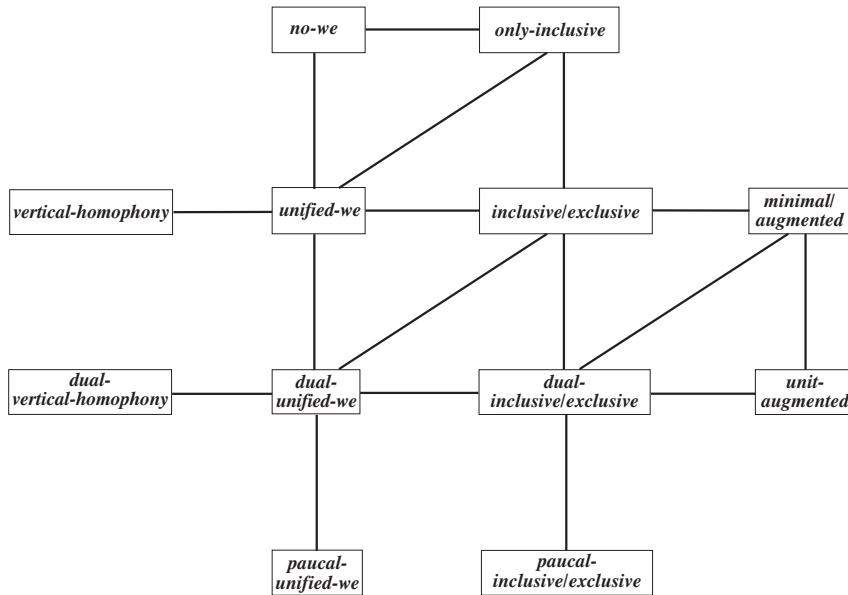 no-we
only-inclusive
vertical-homophony
unified-we
inclusive/exclusive
minimal/
augmented
dual-
vertical-homophony
dual-
unified-we
dual-
inclusive/exclusive
unit-
augmented
paucal-
unified-we
paucal-
inclusive/exclusive